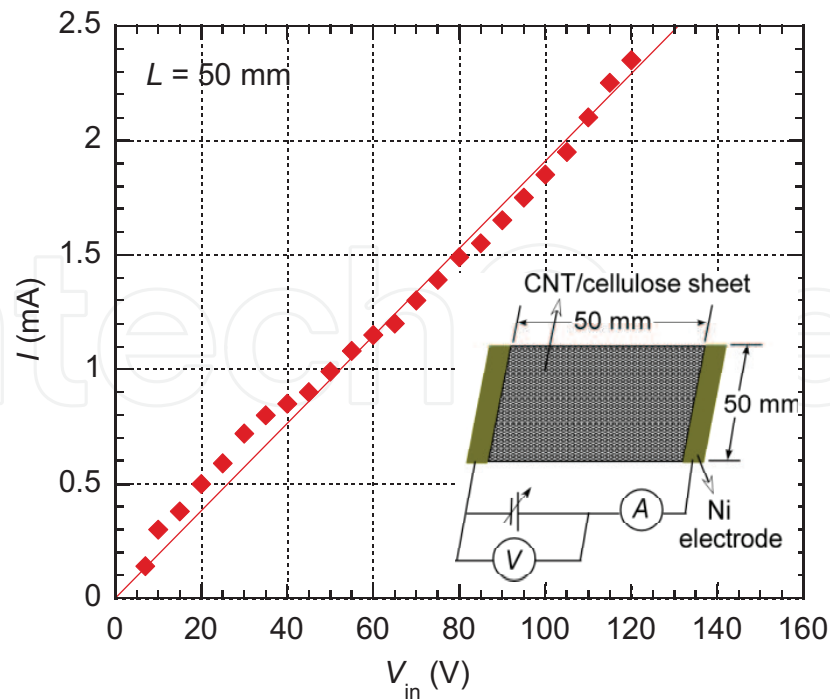 2.5
L = 50 mm
2
1.5
1
0.5
0
I (mA)
CNT/cellulose sheet
50 mm
50 mm
A
V
Ni
electrode
0 20 40 60 80 100 120 140 160
V in (V)